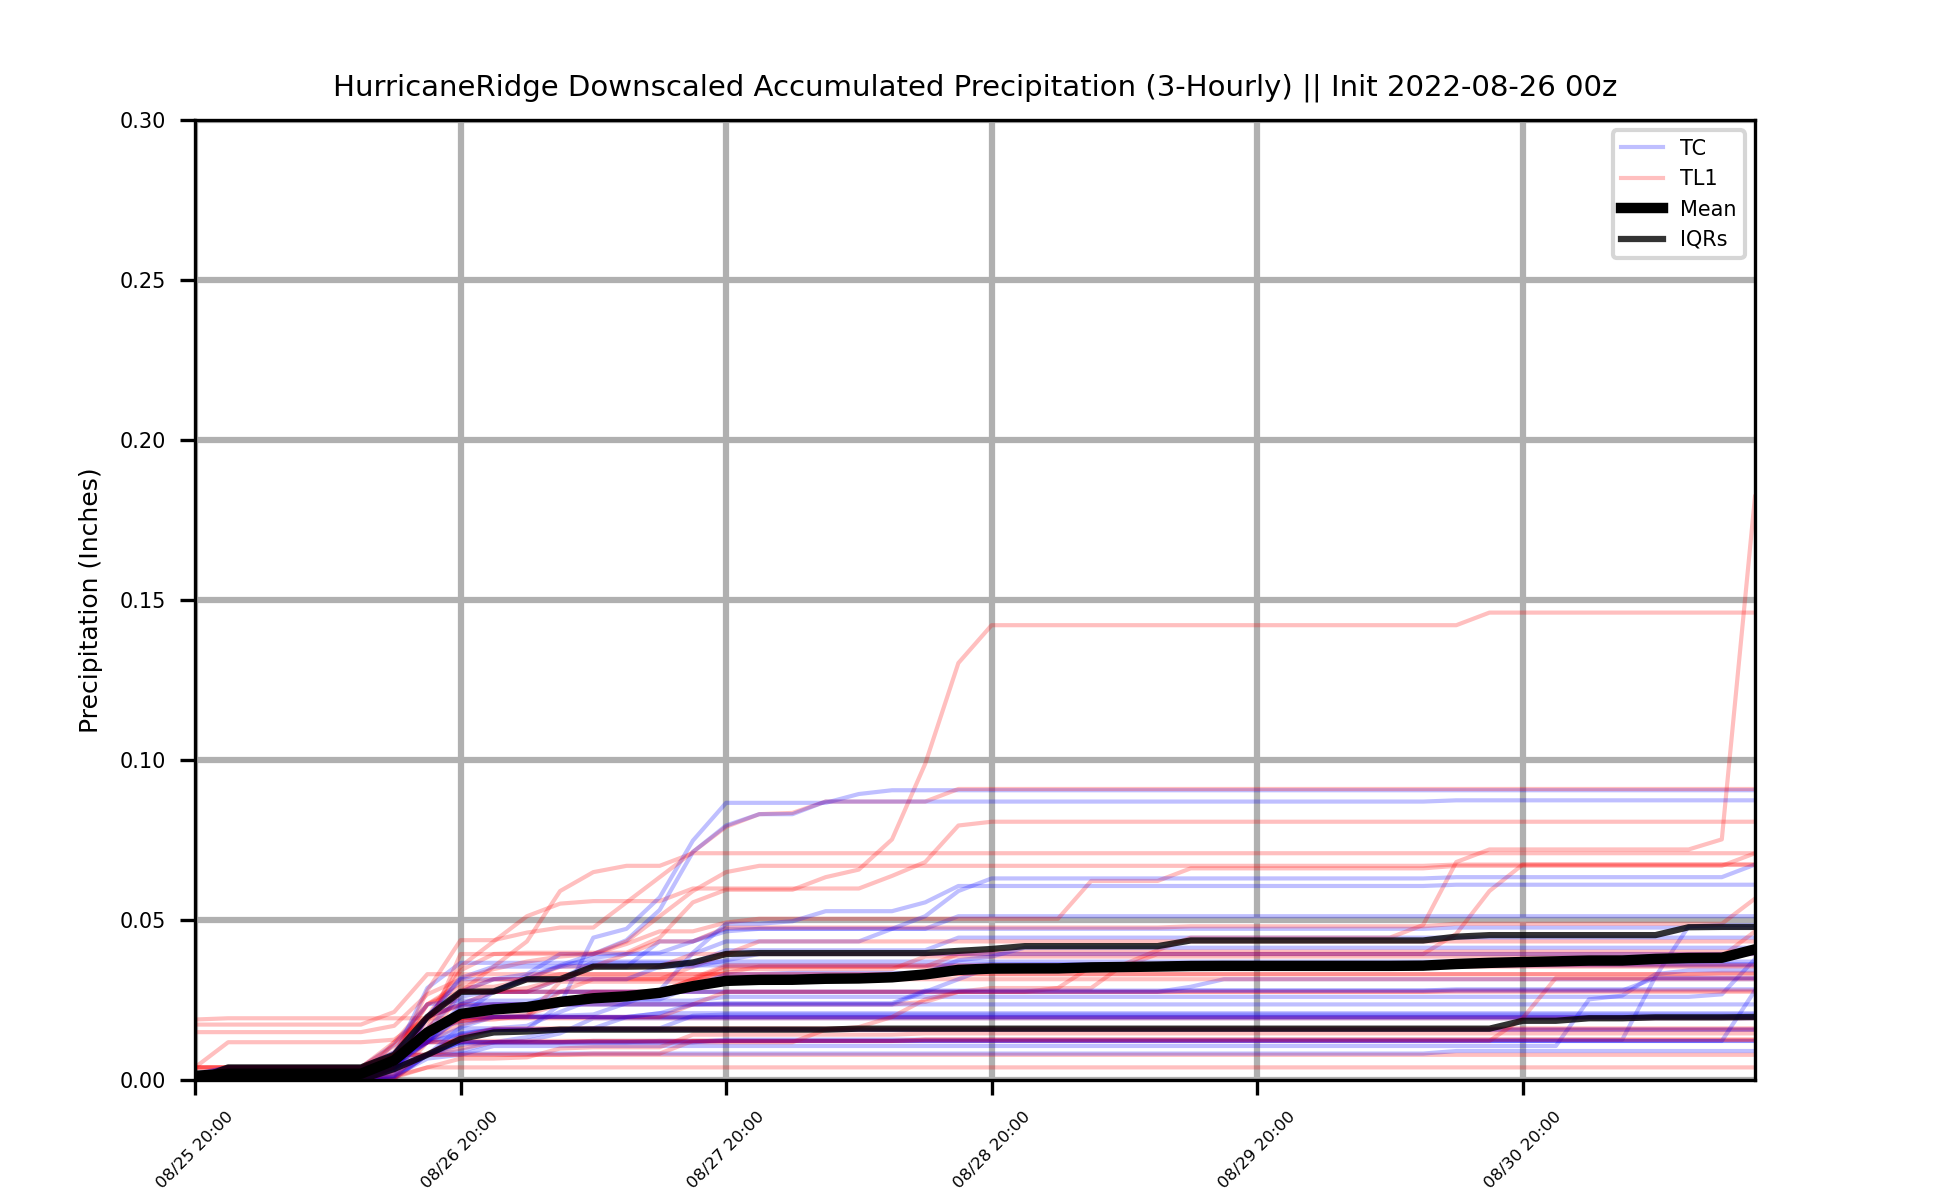 HurricaneRidge Downscaled Accumulated Precipitation (3-Hourly) || Init 2022-08-26 00z
Precipitation (Inches)
0.30
0.25
0.20
0.15
0.10
0.05
0.00
TC
TL1
Mean
IQRs
08/25 20:00
08/26 20:00
08/27 20:00
08/28 20:00
08/29 20:00
08/30 20:00